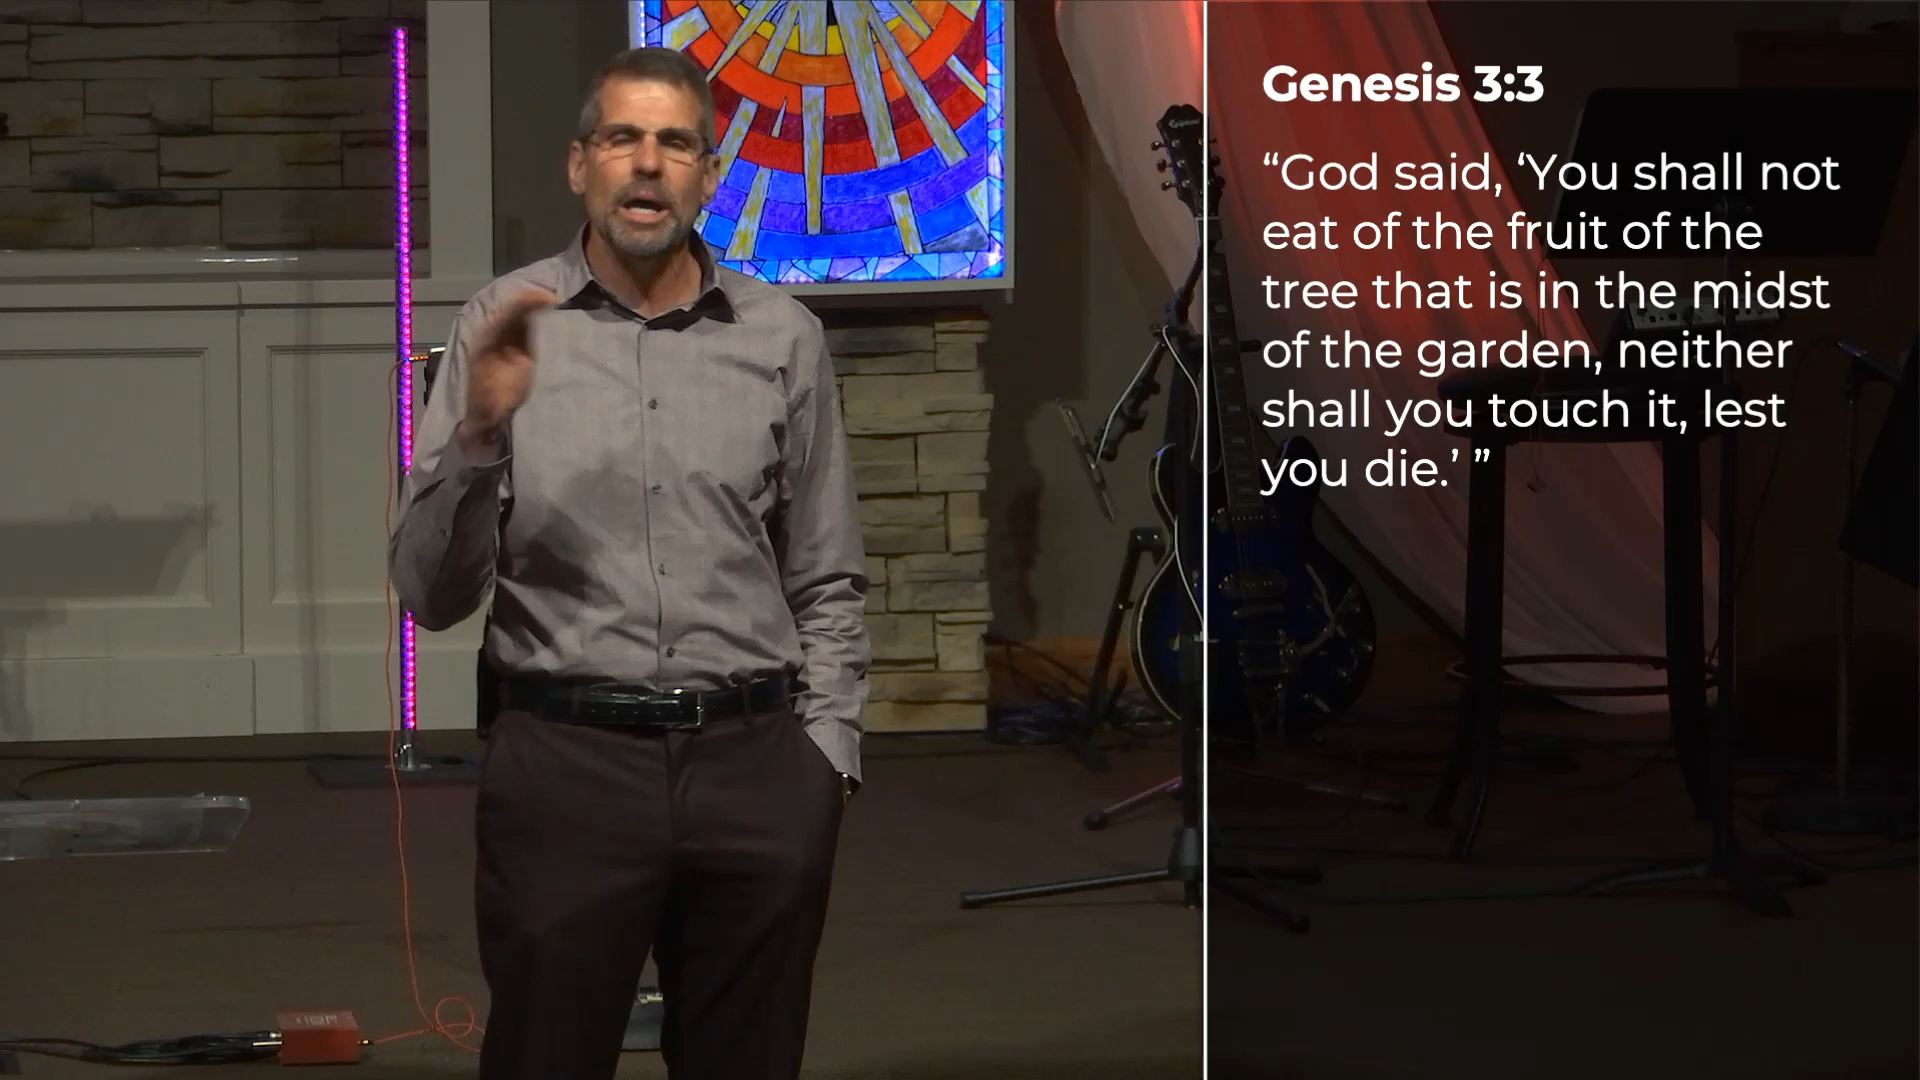 Genesis 3:3
“God said, ‘You shall not
eat of the fruit of the
tree that is in the midst
of the garden, neither
shall you touch it, lest
you die.’ ”
Epiphone